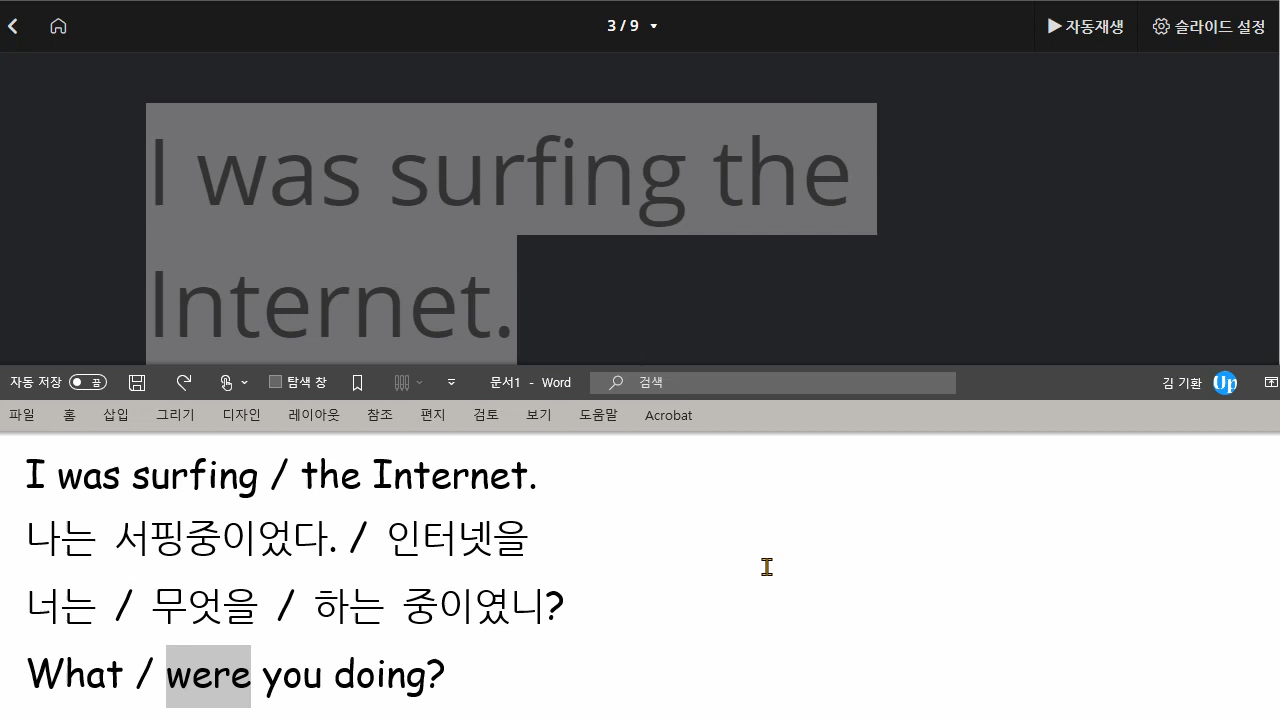 3 / 9
자동재생
슬라이드 설정
I was surfing the
Internet.
자동 저장 끔 탐색 창 문서1 - Word 검색 김 기환 Up
파일 홈 삽입 그리기 디자인 레이아웃 참조 편지 검토 보기 도움말 Acrobat
I was surfing / the Internet.
나는 서핑중이었다. / 인터넷을
너는 / 무엇을 / 하는 중이였니?
What / were you doing?